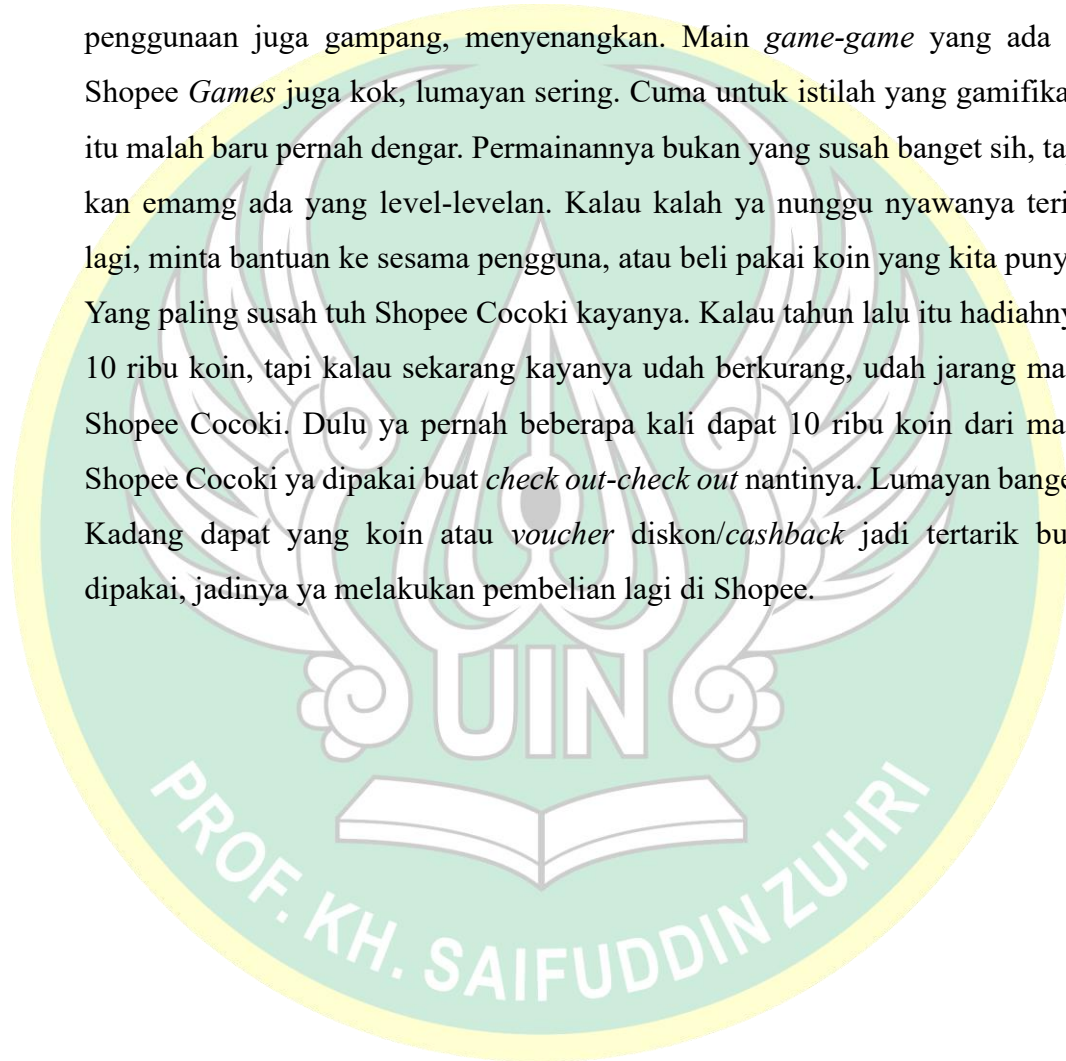 penggunaan juga gampang, menyenangkan. Main game-game yang ada
Shopee Games juga kok, lumayan sering. Cuma untuk istilah yang gamifika
itu malah baru pernah dengar. Permainannya bukan yang susah banget sih, ta
kan emamg ada yang level-levelan. Kalau kalah ya nunggu nyawanya teri
lagi, minta bantuan ke sesama pengguna, atau beli pakai koin yang kita puny
Yang paling susah tuh Shopee Cocoki kayanya. Kalau tahun lalu itu hadiahny
10 ribu koin, tapi kalau sekarang kayanya udah berkurang, udah jarang ma
Shopee Cocoki. Dulu ya pernah beberapa kali dapat 10 ribu koin dari ma
Shopee Cocoki ya dipakai buat check out-check out nantinya. Lumayan bange
Kadang dapat yang koin atau voucher diskon/cashback jadi tertarik bu
dipakai, jadinya ya melakukan pembelian lagi di Shopee.
UIN
PROF. KH. SAIFUDDIN ZUHRI